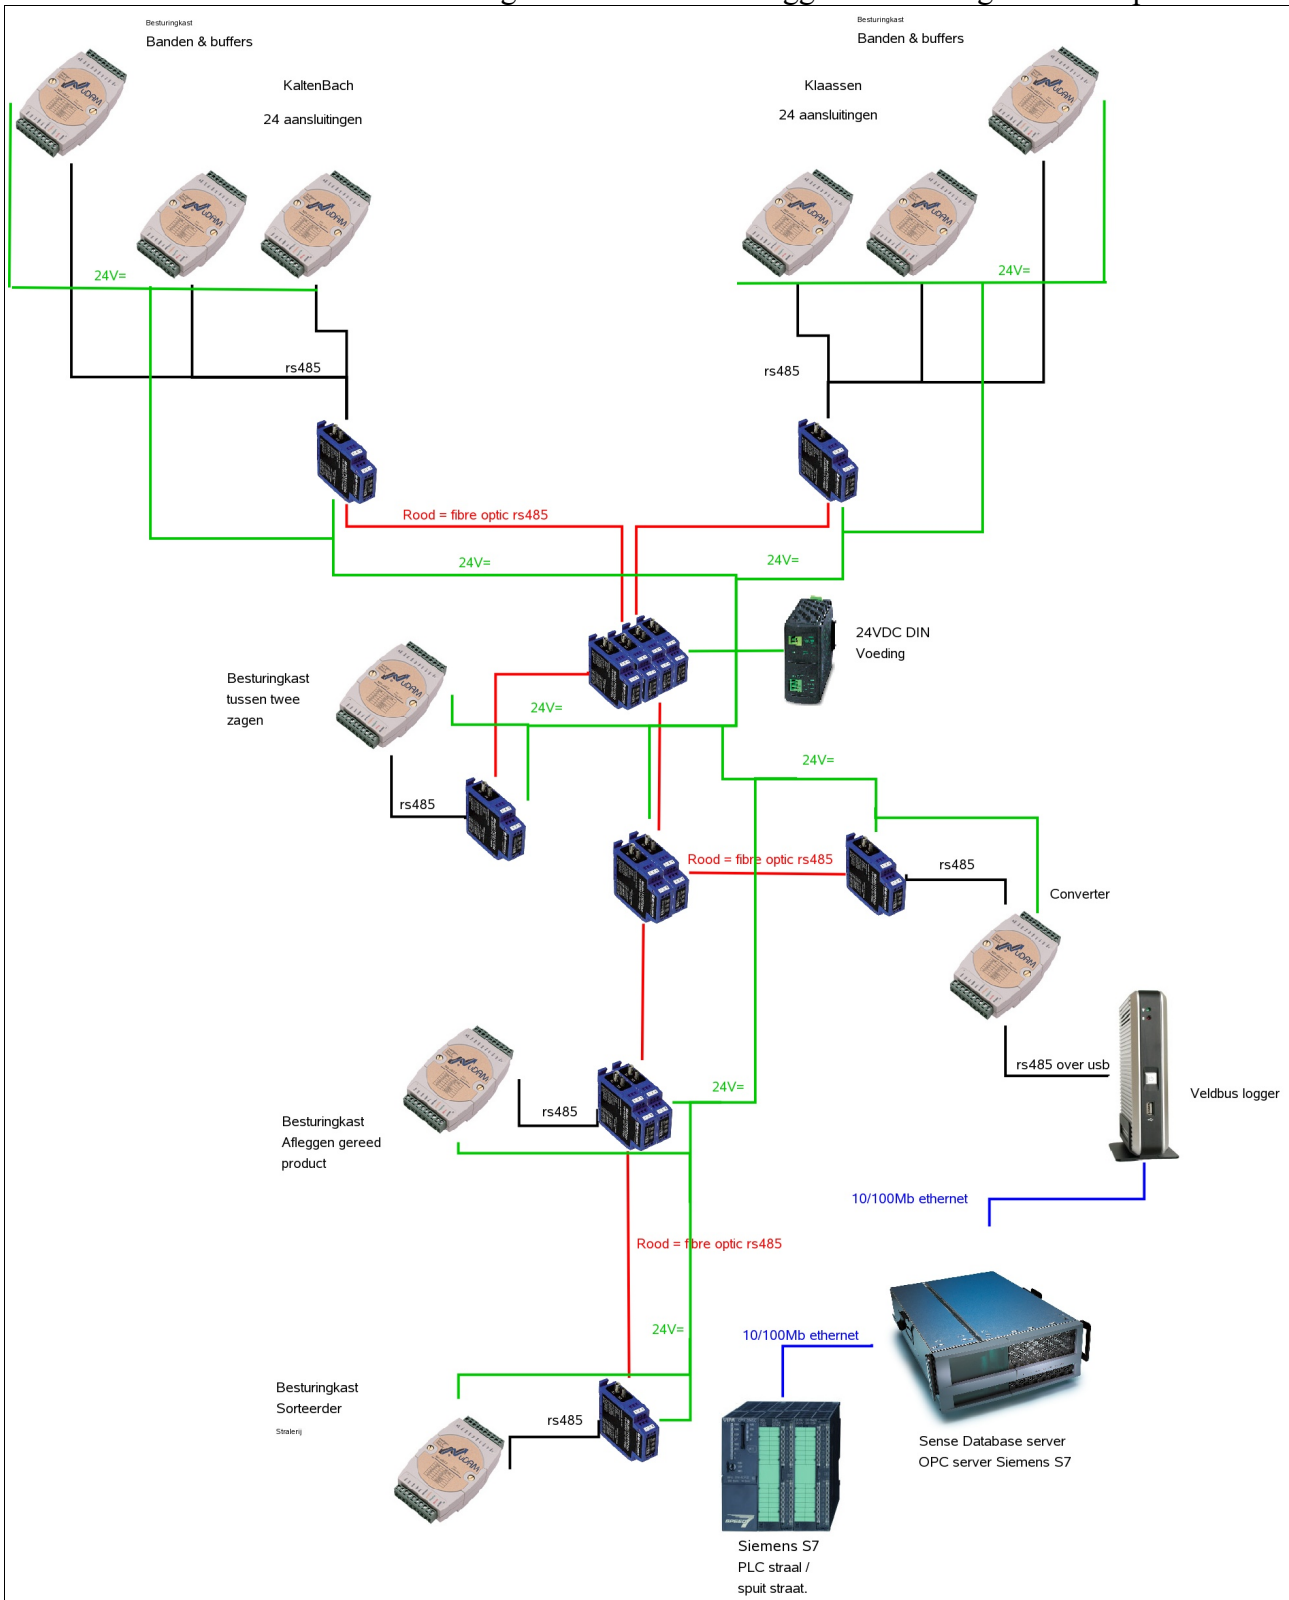 Besturingkast
Banden & buffers
Besturingkast
Banden & buffers
KaltenBach
24 aansluitingen
Klaassen
24 aansluitingen
24V=
24V=
rs485
rs485
Rood = fibre optic rs485
24V=
24V=
24VDC DIN
Voeding
Besturingkast
tussen twee
zagen
24V=
24V=
rs485
Rood = fibre optic rs485
rs485
Converter
rs485 over usb
Veldbus logger
24V=
rs485
Besturingkast
Afleggen gereed
product
10/100Mb ethernet
Rood = fibre optic rs485
24V=
10/100Mb ethernet
Besturingkast
Sorteerder
Stralerij
rs485
Sense Database server
OPC server Siemens S7
Siemens S7
PLC straal /
spuit straat.